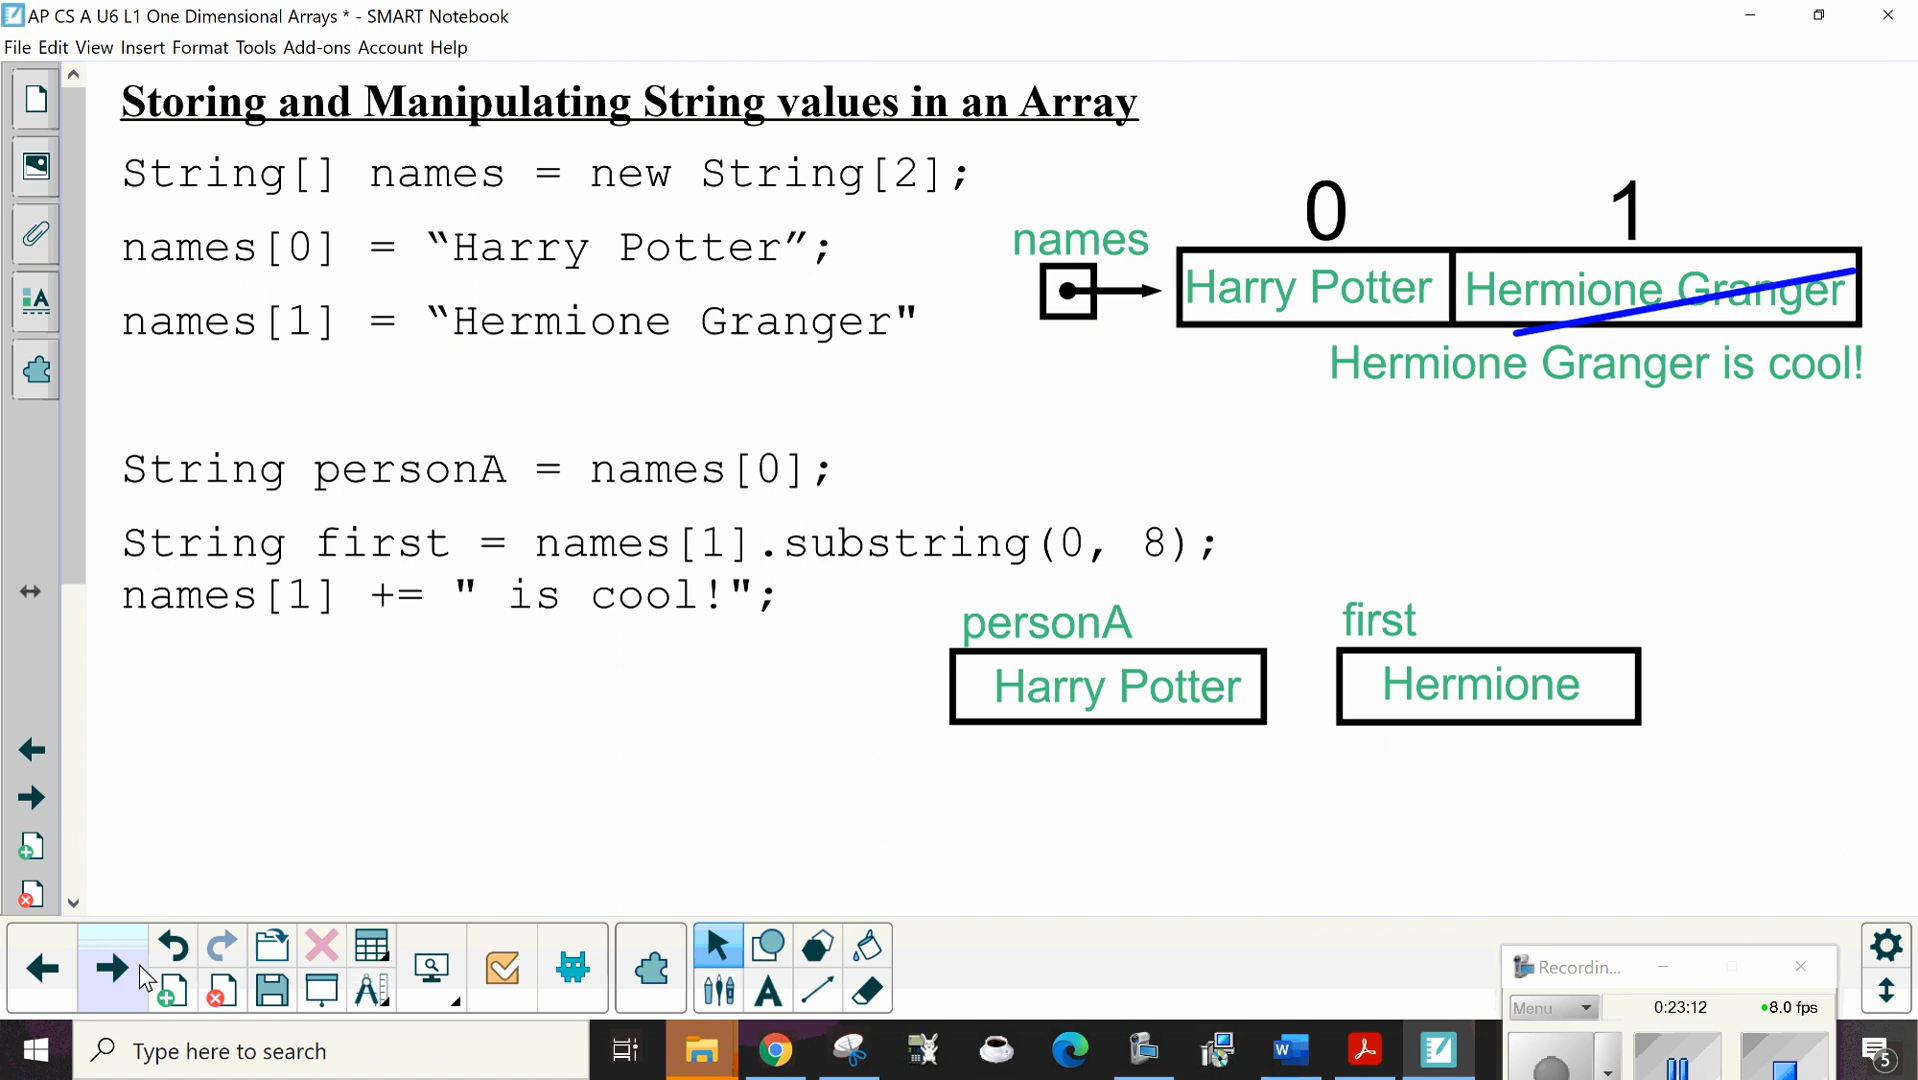 AP CS A U6 L1 One Dimensional Arrays * - SMART Notebook
File Edit View Insert Format Tools Add-ons Account Help
Storing and Manipulating String values in an Array
String[] names = new String[2];
names[0] = “Harry Potter”;
names[1] = “Hermione Granger"
0 1
names
Harry Potter Hermione Granger
Hermione Granger is cool!
String personA = names[0];
String first = names[1].substring(0, 8);
names[1] += " is cool!";
personA first
Harry Potter Hermione
Recordin...
Menu 0:23:12 8.0 fps
Type here to search
5